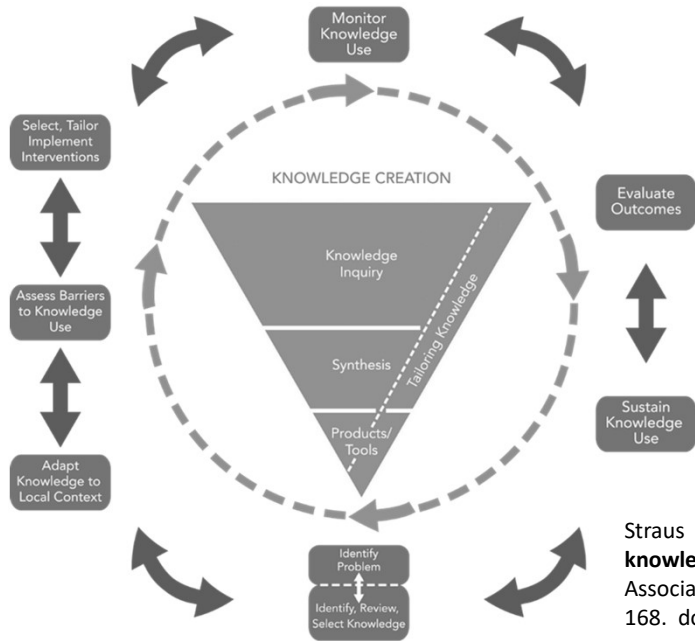 Monitor
Knowledge
Use
Select, Tailor
Implement
Interventions
KNOWLEDGE CREATION
Evaluate
Outcomes
Knowledge
Inquiry
Tailoring Knowledge
Assess Barriers
to Knowledge
Use
Synthesis
Products/
Tools
Sustain
Knowledge
Use
Adapt
Knowledge to
Local Context
Identify
Problem
Identify, Review,
Select Knowledge
Straus
knowle
Associa
168. do